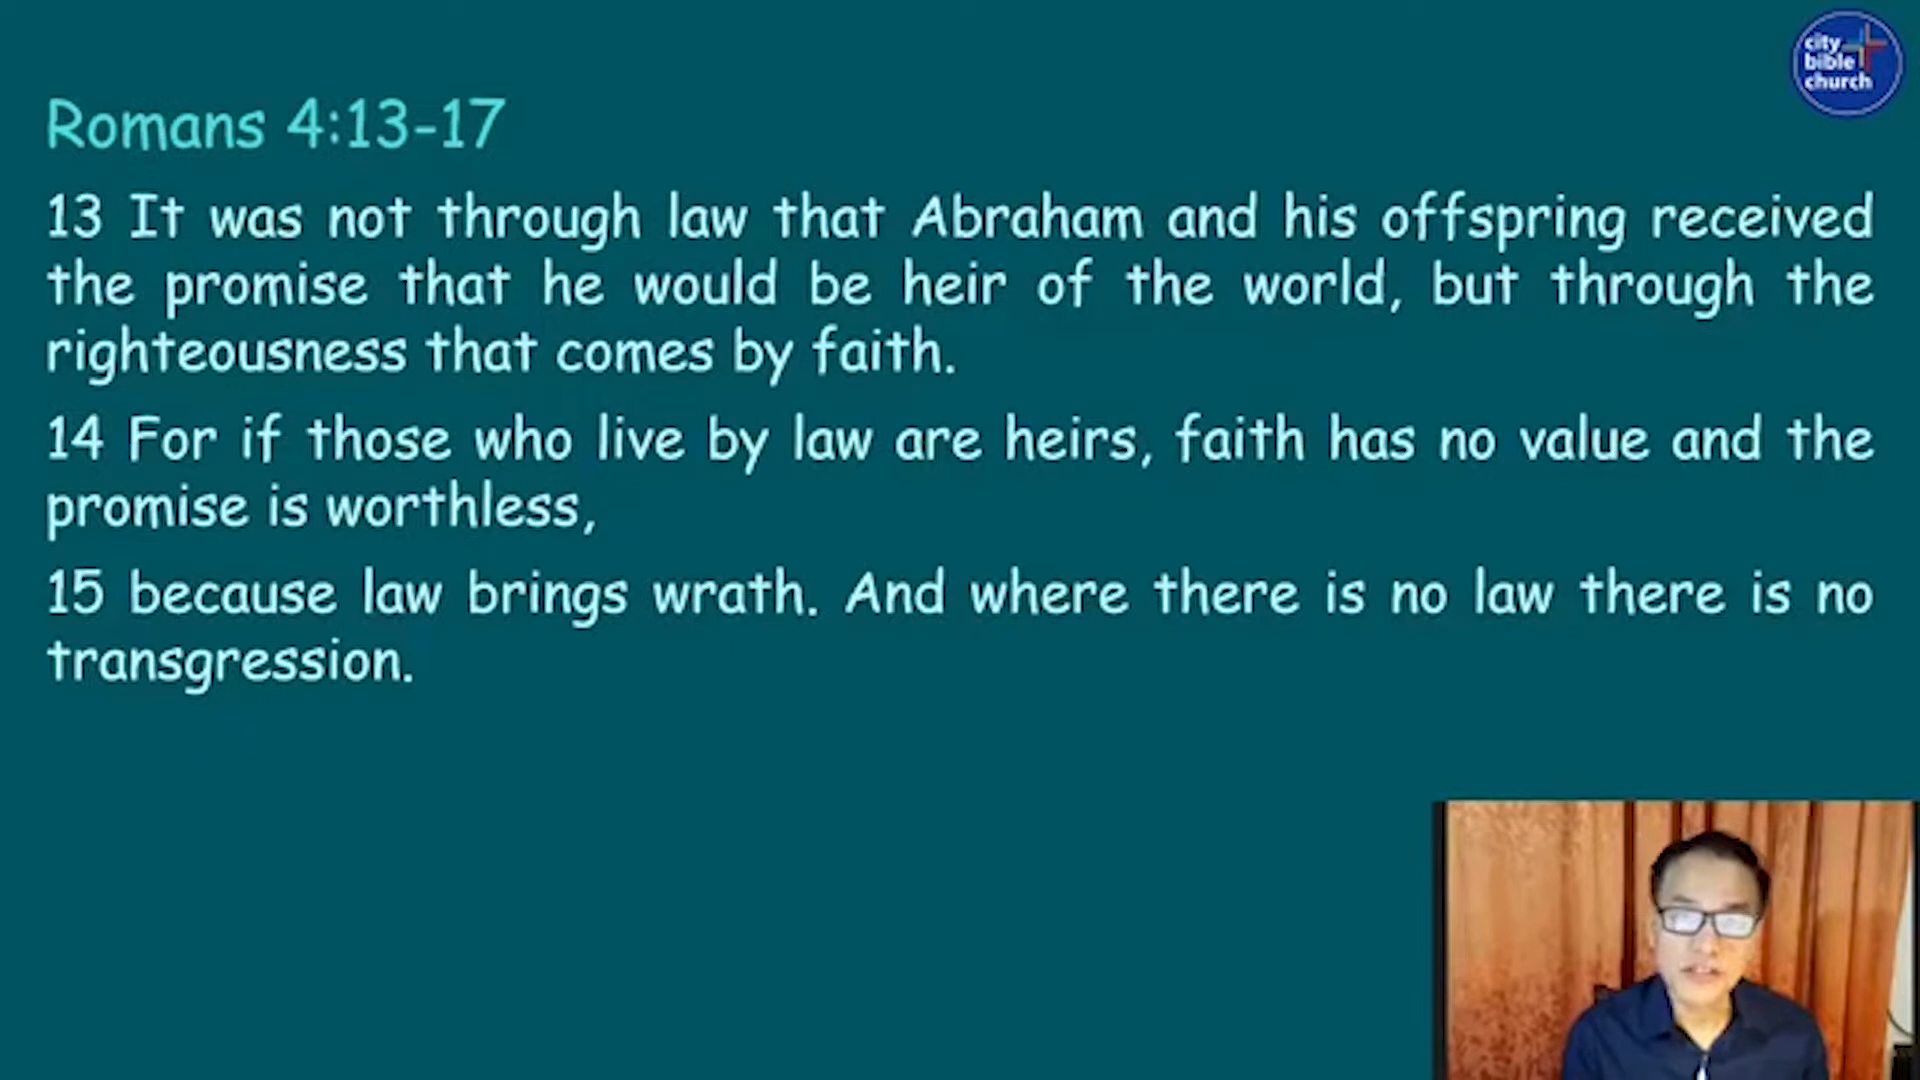 city
bible
church
Romans 4:13-17
13 It was not through law that Abraham and his offspring received
the promise that he would be heir of the world, but through the
righteousness that comes by faith.
14 For if those who live by law are heirs, faith has no value and the
promise is worthless,
15 because law brings wrath. And where there is no law there is no
transgression.